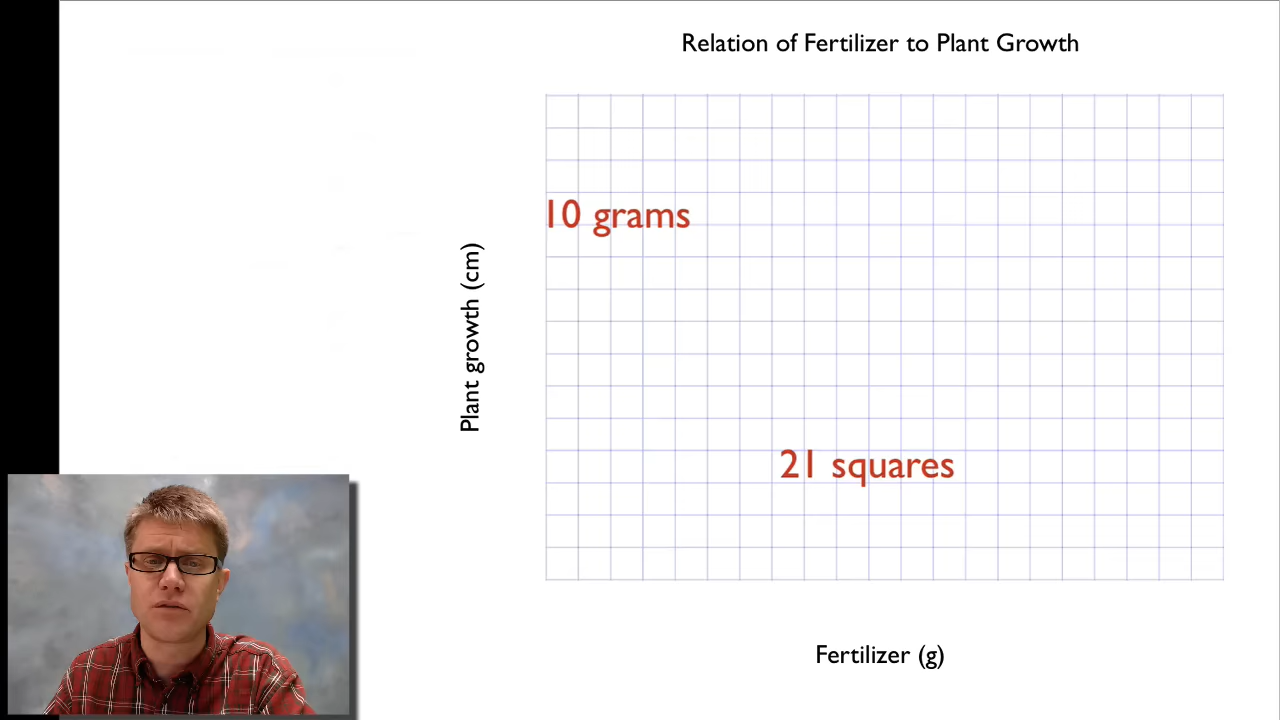 Relation of Fertilizer to Plant Growth
10 grams
Plant growth (cm)
21 squares
Fertilizer (g)